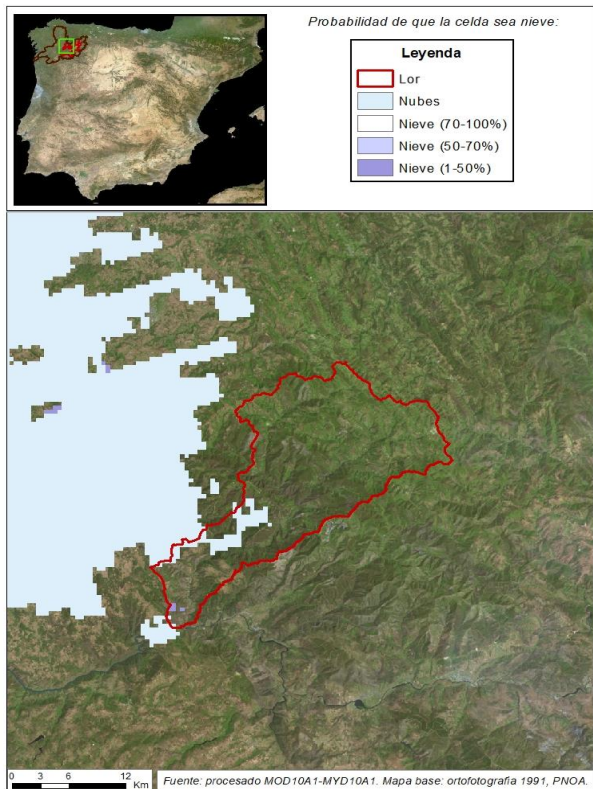 Probabilidad de que la celda sea nieve:
Leyenda
Lor
Nubes
Nieve (70-100%)
Nieve (50-70%)
Nieve (1-50%)
0 3 6 12
Km
Fuente: procesado MOD10A1-MYD10A1. Mapa base: ortofotografia 1991, PNOA.